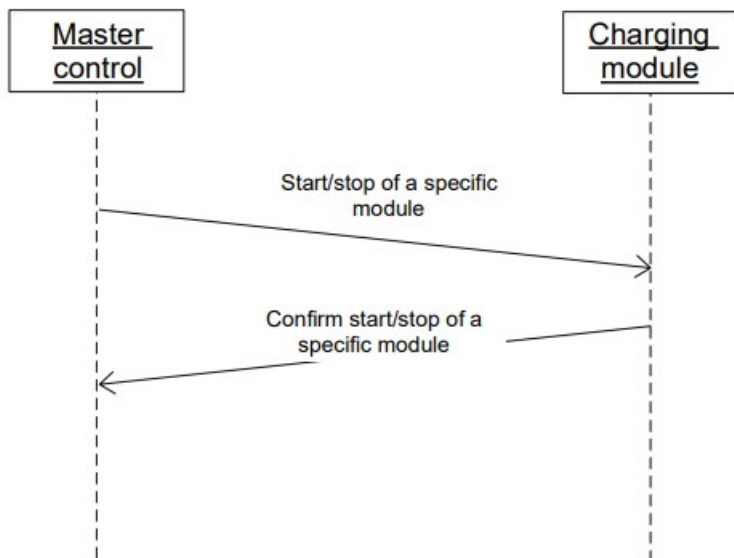 Master
control
Charging
module
Start/stop of a specific
module
Confirm start/stop of a
specific module